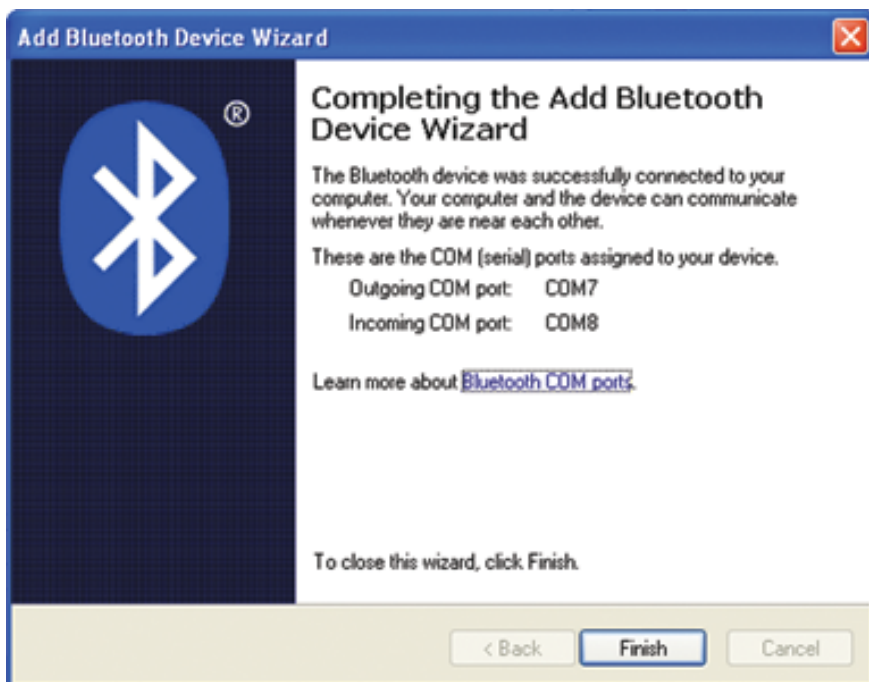 Add Bluetooth Device Wizard
®
Completing the Add Bluetooth
Device Wizard
The Bluetooth device was successfully connected to your
computer. Your computer and the device can communicate
whenever they are near each other.
These are the COM (serial) ports assigned to your device.
Outgoing COM port: COM7
Incoming COM port: COM8
Learn more about Bluetooth COM ports.
To close this wizard, click Finish.
< Back Finish Cancel